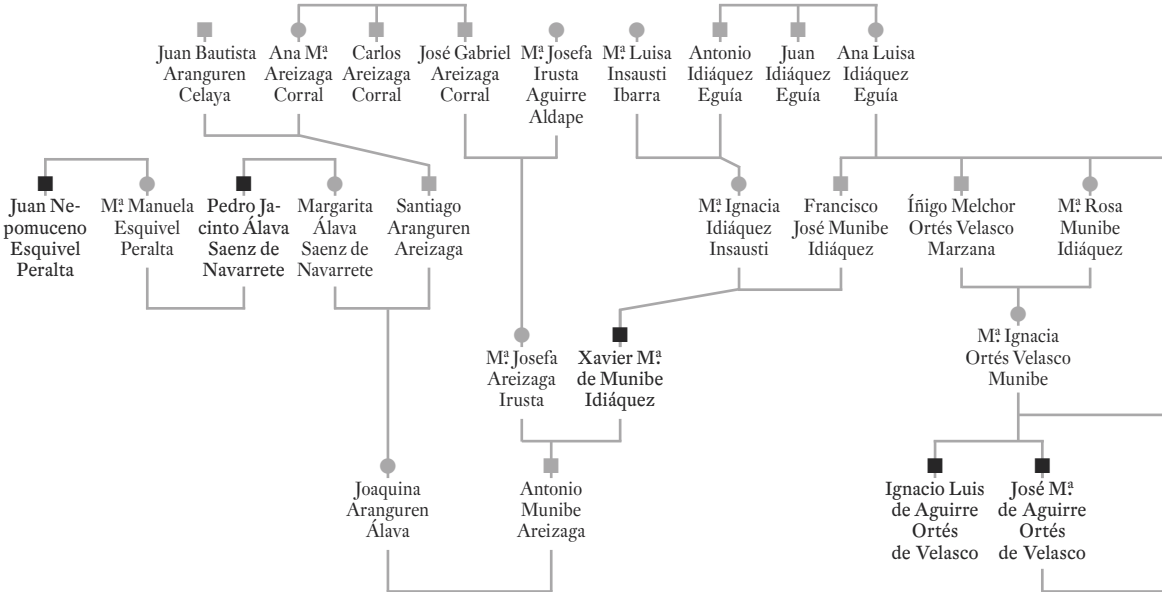 Juan Bautista
Aranguren
Celaya
Ana Mª
Areizaga
Corral
Carlos
Areizaga
Corral
José Gabriel
Areizaga
Corral
Mª Josefa
Irusta
Aguirre
Aldape
Mª Luisa
Insausti
Ibarra
Antonio
Idiáquez
Eguía
Juan
Idiáquez
Eguía
Ana Luisa
Idiáquez
Eguía
Juan Ne-
pomuceno
Esquivel
Peralta
Mª Manuela
Esquivel
Peralta
Pedro Ja-
cinto Álava
Saenz de
Navarrete
Margarita
Álava
Saenz de
Navarrete
Santiago
Aranguren
Areizaga
Mª Ignacia
Idiáquez
Insausti
Francisco
José Munibe
Idiáquez
Íñigo Melchor
Ortés Velasco
Marzana
Mª Rosa
Munibe
Idiáquez
Mª Josefa
Areizaga
Irusta
Xavier Mª
de Munibe
Idiáquez
Mª Ignacia
Ortés Velasco
Munibe
Joaquina
Aranguren
Álava
Antonio
Munibe
Areizaga
Ignacio Luis
de Aguirre
Ortés
de Velasco
José Mª
de Aguirre
Ortés
de Velasco